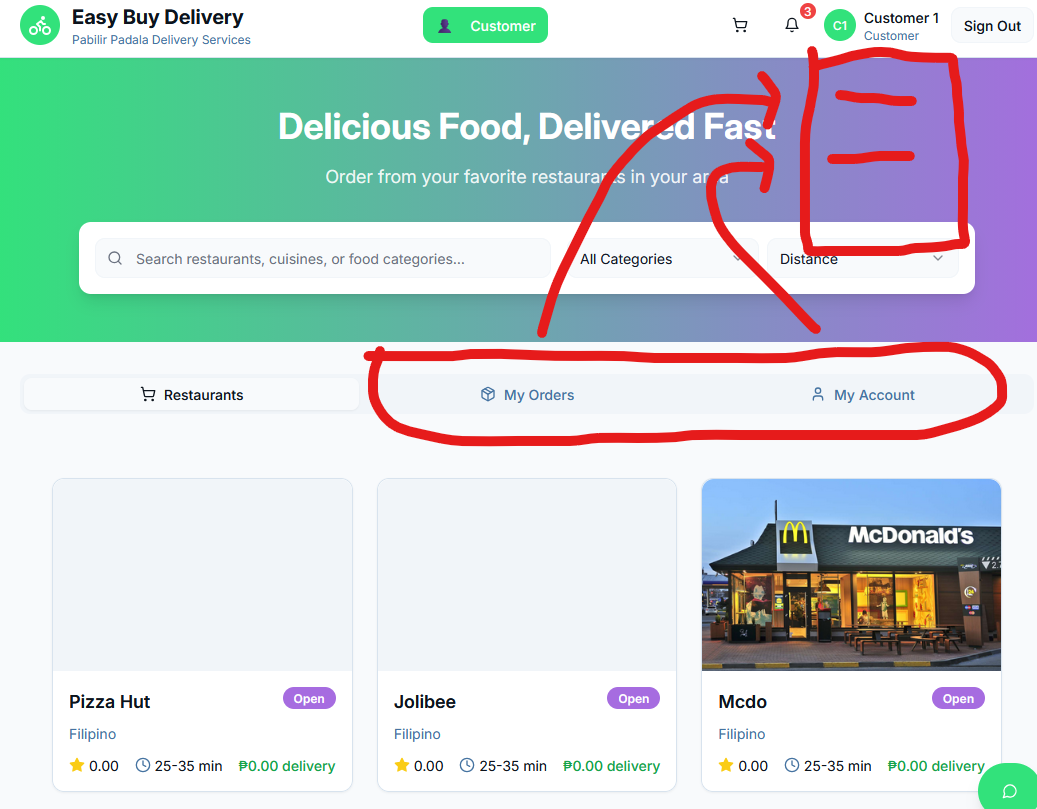 Easy Buy Delivery
Pabilir Padala Delivery Services
Customer
3
C1
Customer 1
Customer
Sign Out
Delicious Food, Delivered Fast
Order from your favorite restaurants in your area
Search restaurants, cuisines, or food categories...
All Categories
Distance
Restaurants
My Orders
My Account
McDonald's
Pizza Hut
Open
Filipino
0.00 25-35 min ₱0.00 delivery
Jolibee
Open
Filipino
0.00 25-35 min ₱0.00 delivery
Mcdo
Open
Filipino
0.00 25-35 min ₱0.00 delivery